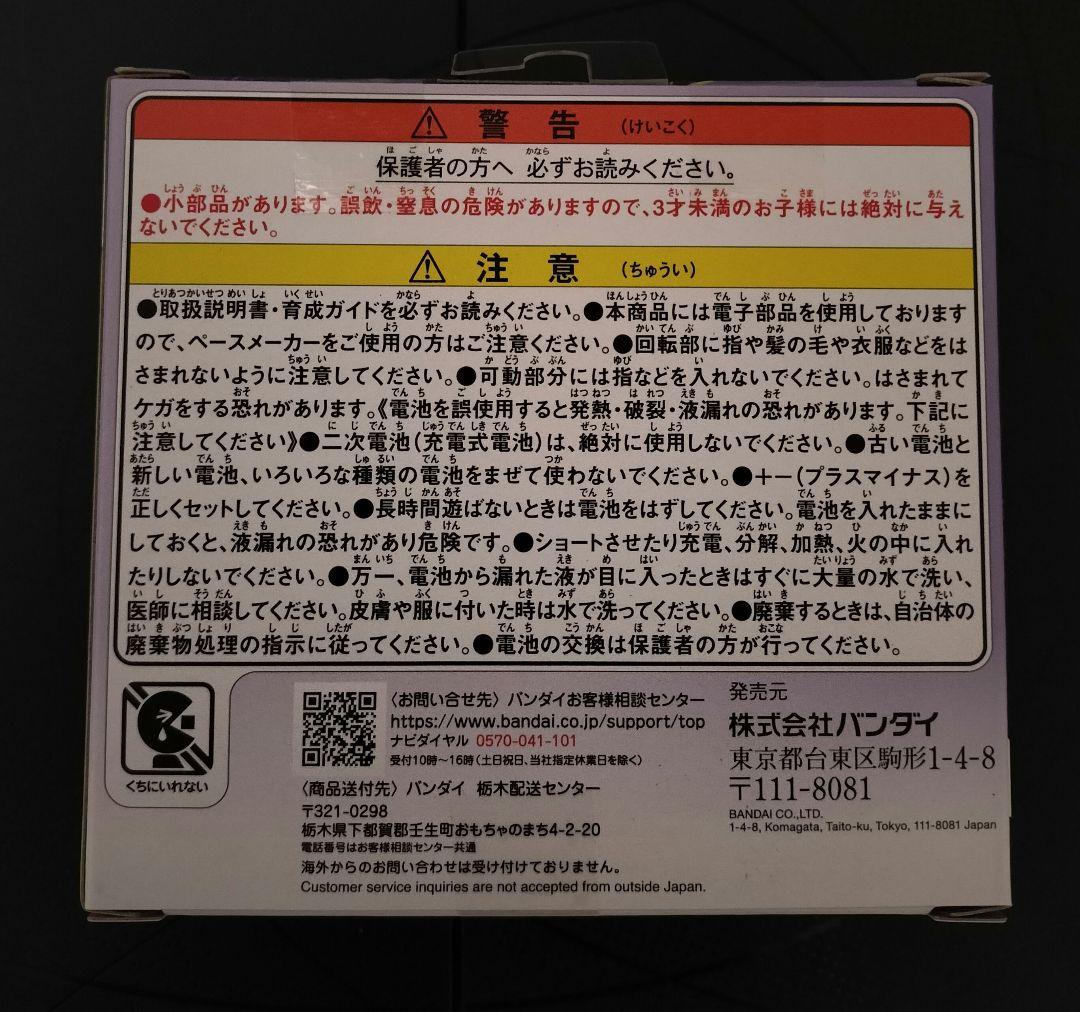 警告（けいこく）
保護者の方へ 必ずお読みください。
●小部品があります。誤飲・窒息の危険がありますので、3才未満のお子様には絶対に与え
ないでください。
注意（ちゅうい）
●取扱説明書・育成ガイドを必ずお読みください。●本商品には電子部品を使用しております
ので、ペースメーカーをご使用の方はご注意ください。●回転部に指や髪の毛や衣服などをは
さまれないように注意してください。●可動部分には指などを入れないでください。はさまれて
ケガをする恐れがあります。《電池を誤使用すると発熱・破裂・液漏れの恐れがあります。下記に
注意してください》●二次電池（充電式電池）は、絶対に使用しないでください。●古い電池と
新しい電池、いろいろな種類の電池をまぜて使わないでください。●＋－（プラスマイナス）を
正しくセットしてください。●長時間遊ばないときは電池をはずしてください。電池を入れたままに
しておくと、液漏れの恐れがあり危険です。●ショートさせたり充電、分解、加熱、火の中に入れ
たりしないでください。●万一、電池から漏れた液が目に入ったときはすぐに大量の水で洗い、
医師に相談してください。皮膚や服に付いた時は水で洗ってください。●廃棄するときは、自治体の
廃棄物処理の指示に従ってください。●電池の交換は保護者の方が行ってください。
くちにいれない
〈お問い合せ先〉バンダイお客様相談センター
https://www.bandai.co.jp/support/top
ナビダイヤル 0570-041-101
受付10時〜16時（土日祝日、当社指定休業日を除く）
〈商品送付先〉バンダイ 栃木配送センター
〒321-0298
栃木県下都賀郡壬生町おもちゃのまち4-2-20
電話番号はお客様相談センター共通
海外からのお問い合わせは受け付けておりません。
Customer service inquiries are not accepted from outside Japan.
発売元
株式会社バンダイ
東京都台東区駒形1-4-8
〒111-8081
BANDAI CO.,LTD.
1-4-8, Komagata, Taito-ku, Tokyo, 111-8081 Japan